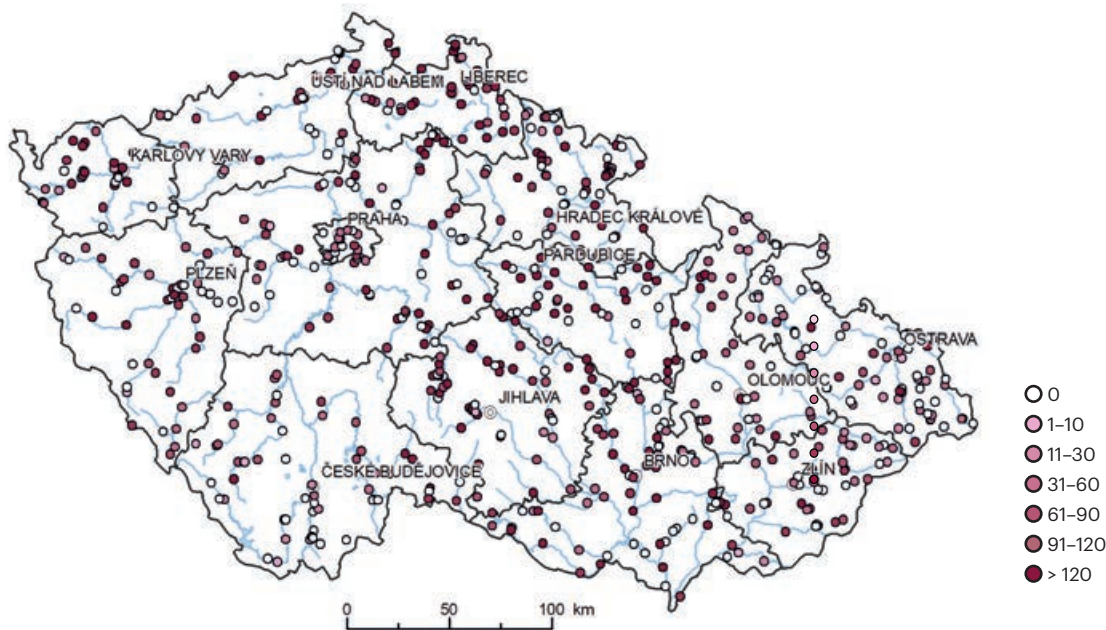 ÚSTÍ NAD LABEM
LIBEREC
KARLOVY VARY
PRAHA
HRADEC KRÁLOVÉ
PARDUBICE
PLZEŇ
OSTRAVA
OLOMOUC
JIHLAVA
BRNO
ZLÍN
ČESKÉ BUDĚJOVICE
0
1–10
11–30
31–60
61–90
91–120
> 120
0 50 100 km